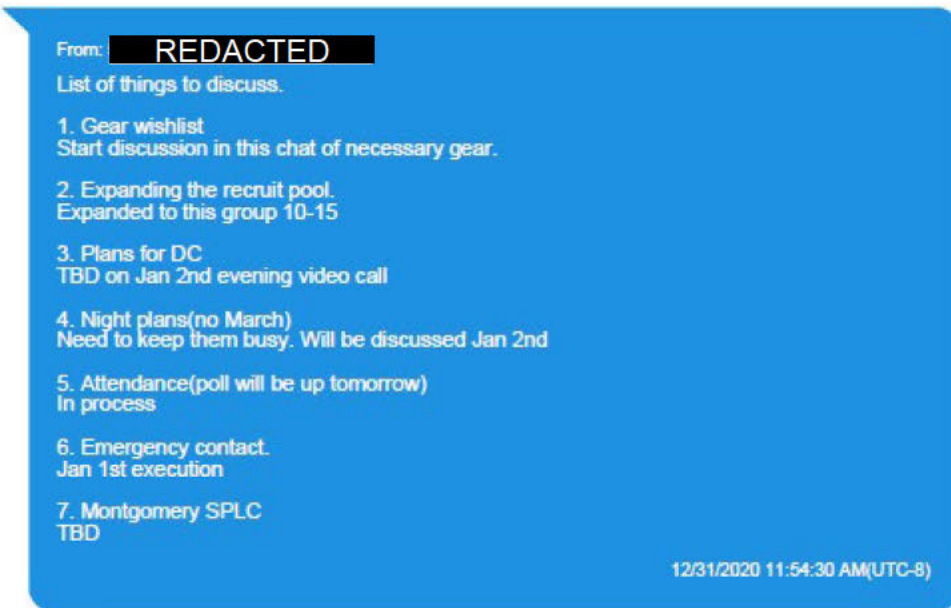 From: REDACTED
List of things to discuss.
1. Gear wishlist
Start discussion in this chat of necessary gear.
2. Expanding the recruit pool.
Expanded to this group 10-15
3. Plans for DC
TBD on Jan 2nd evening video call
4. Night plans(no March)
Need to keep them busy. Will be discussed Jan 2nd
5. Attendance(poll will be up tomorrow)
In process
6. Emergency contact.
Jan 1st execution
7. Montgomery SPLC
TBD
12/31/2020 11:54:30 AM(UTC-8)